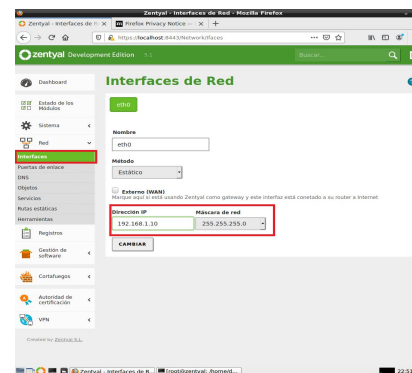 Zentyal - Interfaces de Red - Mozilla Firefox
Zentyal - Interfaces de R
Firefox Privacy Notice —
https://localhost:8443/Network/Ifaces
zentyal Development Edition
Buscar...
Dashboard
Estado de los
Módulos
Sistema
Red
Interfaces
Puertas de enlace
DNS
Objetos
Servicios
Rutas estáticas
Herramientas
Registros
Gestión de
software
Cortafuegos
Autoridad de
certificación
VPN
Created by Zentyal S.L.
Interfaces de Red
eth0
Nombre
eth0
Método
Estático
Externo (WAN)
Marque aquí si está usando Zentyal como gateway y este interfaz está conetado a su router a Internet
Dirección IP
Máscara de red
192.168.1.10
255.255.255.0
CAMBIAR
Zentyal - Interfaces de R...
[root@zentyal: /home/d...
22:51